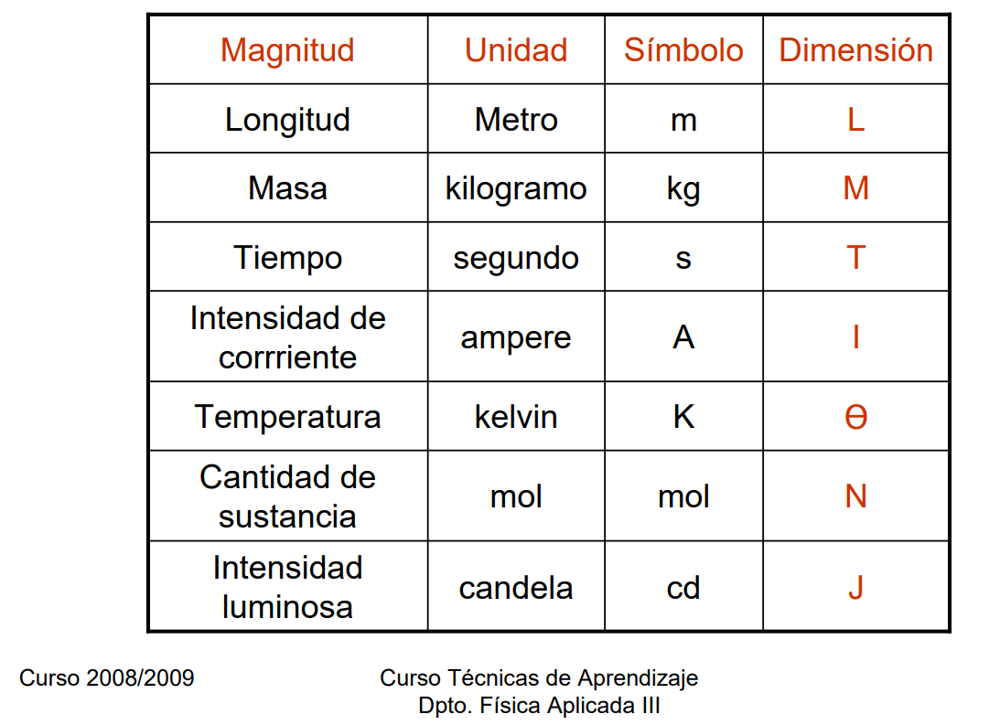 Magnitud Unidad Símbolo Dimensión
Longitud Metro m L
Masa kilogramo kg M
Tiempo segundo s T
Intensidad de
corrriente ampere A I
Temperatura kelvin K Ɵ
Cantidad de
sustancia mol mol N
Intensidad
luminosa candela cd J
Curso 2008/2009 Curso Técnicas de Aprendizaje
Dpto. Física Aplicada III